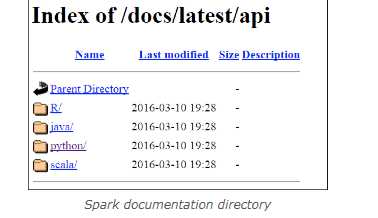 Index of /docs/latest/api
Name Last modified Size Description
Parent Directory -
R/ 2016-03-10 19:28 -
java/ 2016-03-10 19:28 -
python/ 2016-03-10 19:28 -
scala/ 2016-03-10 19:28 -
Spark documentation directory